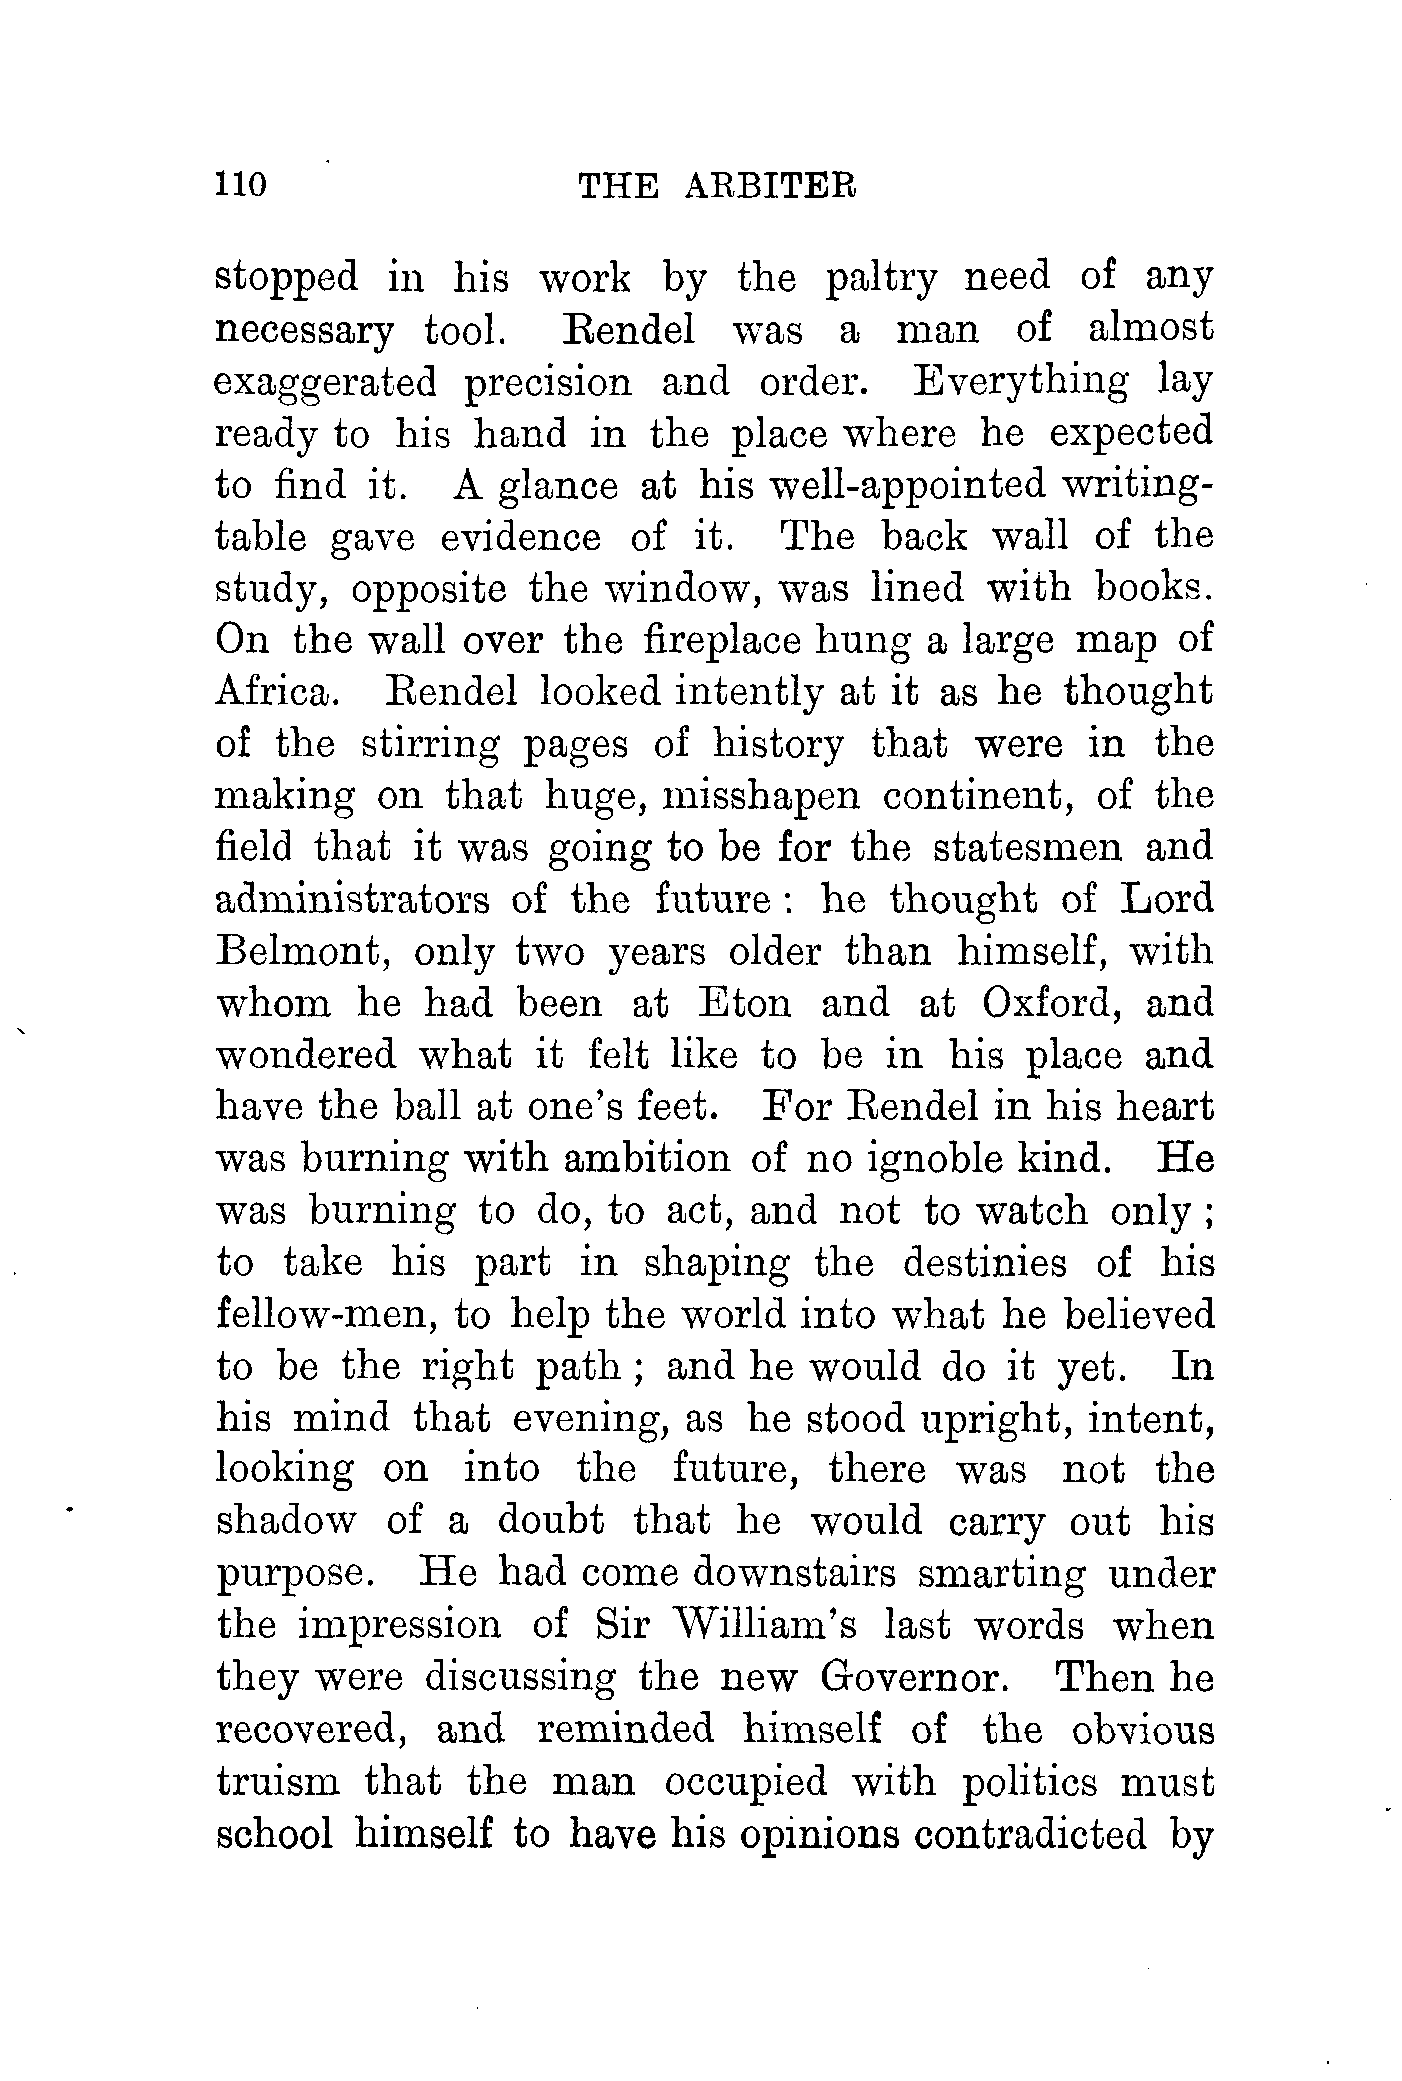 110 THE ARBITER
stopped in his work by the paltry need of any
necessary tool. Rendel was a man of almost
exaggerated precision and order. Everything lay
ready to his hand in the place where he expected
to find it. A glance at his well-appointed writing-
table gave evidence of it. The back wall of the
study, opposite the window, was lined with books.
On the wall over the fireplace hung a large map of
Africa. Rendel looked intently at it as he thought
of the stirring pages of history that were in the
making on that huge, misshapen continent, of the
field that it was going to be for the statesmen and
administrators of the future : he thought of Lord
Belmont, only two years older than himself, with
whom he had been at Eton and at Oxford, and
wondered what it felt like to be in his place and
have the ball at one's feet. For Rendel in his heart
was burning with ambition of no ignoble kind. He
was burning to do, to act, and not to watch only ;
to take his part in shaping the destinies of his
fellow-men, to help the world into what he believed
to be the right path ; and he would do it yet. In
his mind that evening, as he stood upright, intent,
looking on into the future, there was not the
shadow of a doubt that he would carry out his
purpose. He had come downstairs smarting under
the impression of Sir William's last words when
they were discussing the new Governor. Then he
recovered, and reminded himself of the obvious
truism that the man occupied with politics must
school himself to have his opinions contradicted by